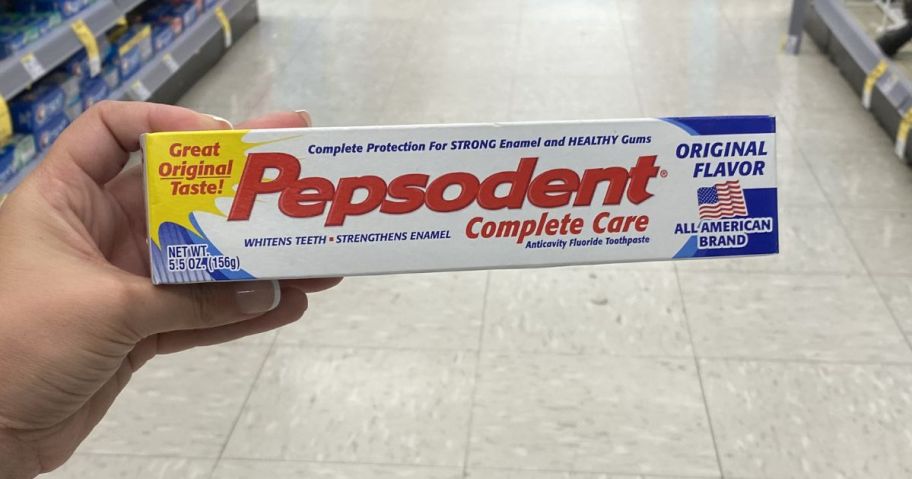 Great
Original
Taste!
Complete Protection For STRONG Enamel and HEALTHY Gums
Pepsodent®
Complete Care
Anticavity Fluoride Toothpaste
WHITENS TEETH ▪ STRENGTHENS ENAMEL
NET WT.
5.5 OZ. (156g)
ORIGINAL
FLAVOR
ALL AMERICAN
BRAND